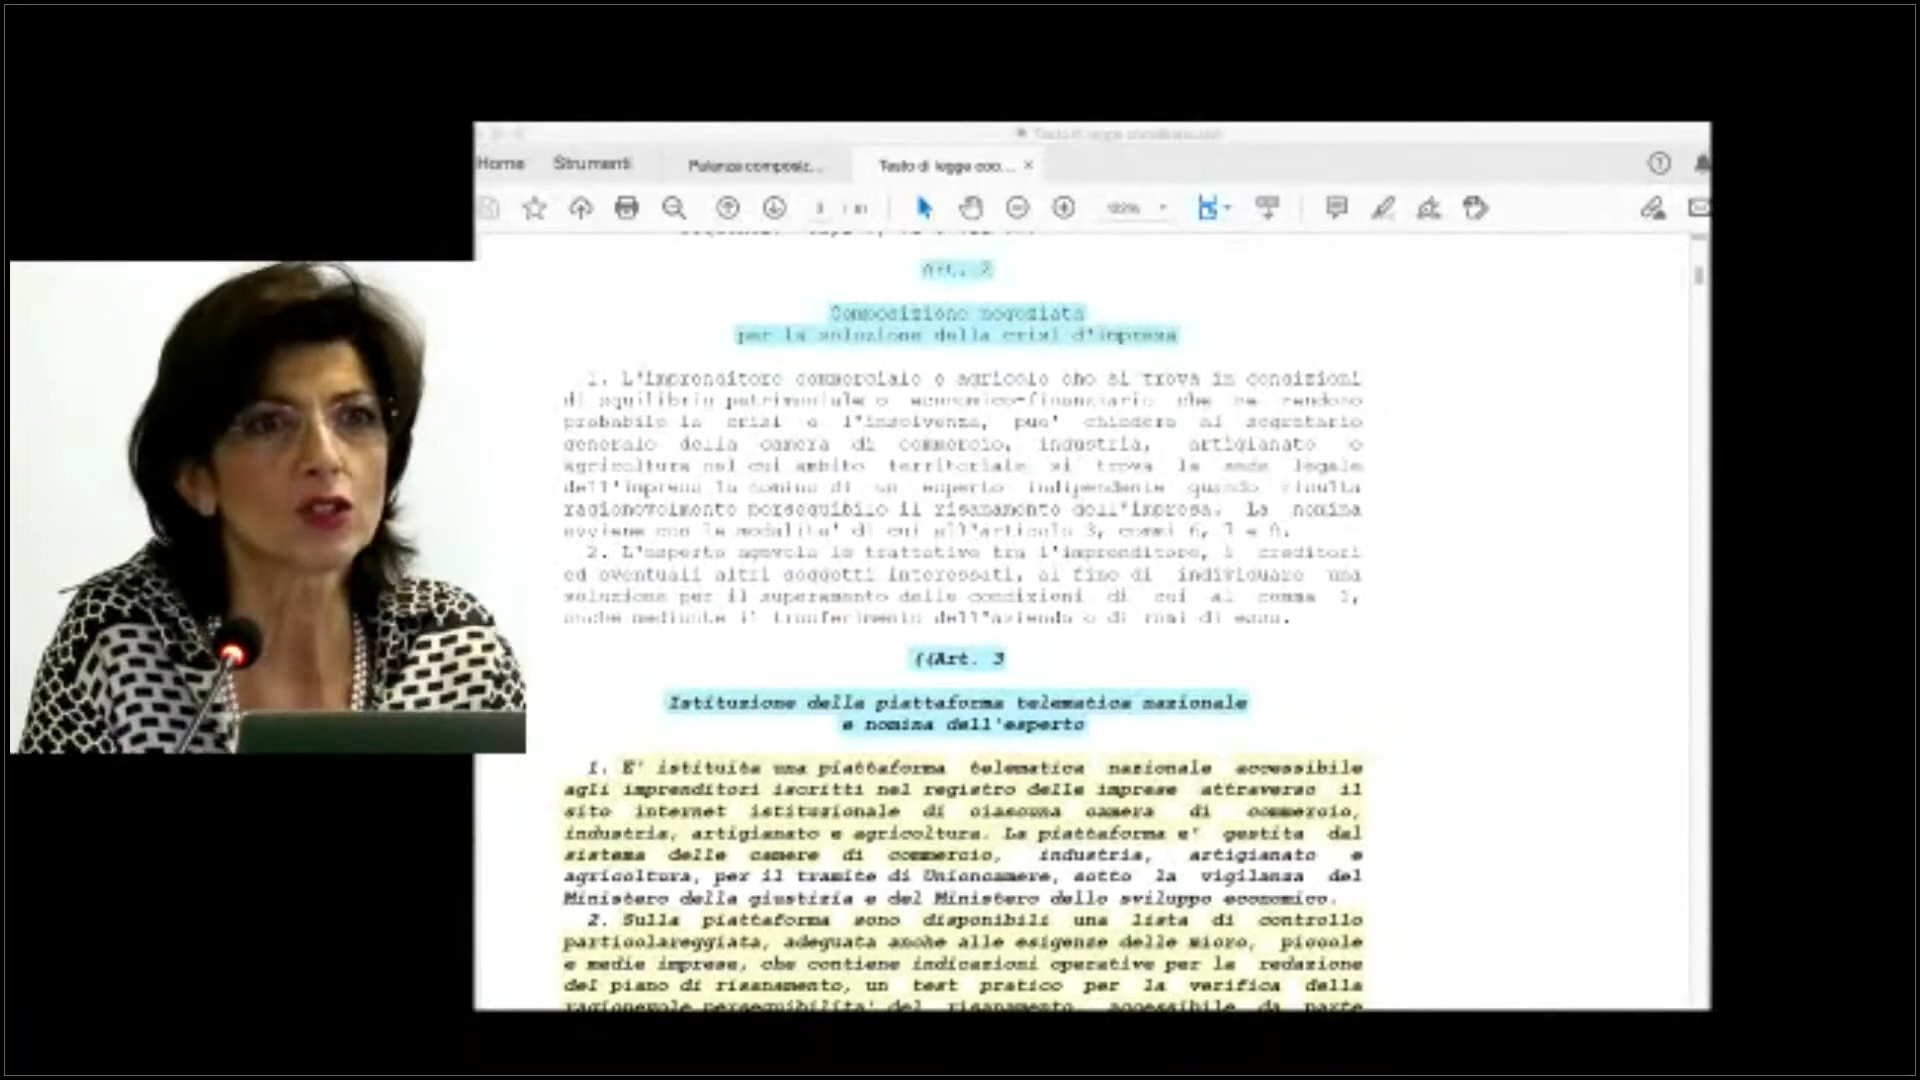 Home Strumenti Testo di legge coo... ×
Art. 2
Composizione negoziata
per la soluzione della crisi d'impresa
1. L'imprenditore commerciale o agricolo che si trova in condizioni
di squilibrio patrimoniale o economico-finanziario che ne rendono
probabile la crisi o l'insolvenza, puo' chiedere al segretario
generale della camera di commercio, industria, artigianato e
agricoltura nel cui ambito territoriale si trova la sede legale
dell'impresa la nomina di un esperto indipendente quando risulta
ragionevolmente perseguibile il risanamento dell'impresa. La nomina
avviene con le modalita' di cui all'articolo 3, commi 6, 7 e 8.
2. L'esperto agevola le trattative tra l'imprenditore, i creditori
ed eventuali altri soggetti interessati, al fine di individuare una
soluzione per il superamento delle condizioni di cui al comma 1,
anche mediante il trasferimento dell'azienda o di rami di essa.
((Art. 3
Istituzione della piattaforma telematica nazionale
e nomina dell'esperto
1. E' istituita una piattaforma telematica nazionale accessibile
agli imprenditori iscritti nel registro delle imprese attraverso il
sito internet istituzionale di ciascuna camera di commercio,
industria, artigianato e agricoltura. La piattaforma e' gestita dal
sistema delle camere di commercio, industria, artigianato e
agricoltura, per il tramite di Unioncamere, sotto la vigilanza del
Ministero della giustizia e del Ministero dello sviluppo economico.
2. Sulla piattaforma sono disponibili una lista di controllo
particolareggiata, adeguata anche alle esigenze delle micro, piccole
e medie imprese, che contiene indicazioni operative per la redazione
del piano di risanamento, un test pratico per la verifica della
ragionevole perseguibilita' del risanamento accessibile da parte